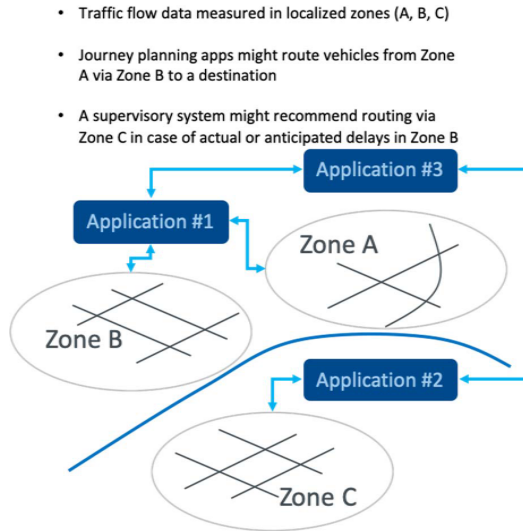 • Traffic flow data measured in localized zones (A, B, C)
• Journey planning apps might route vehicles from Zone
A via Zone B to a destination
• A supervisory system might recommend routing via
Zone C in case of actual or anticipated delays in Zone B
Application #3
Application #1
Zone A
Zone B
Application #2
Zone C